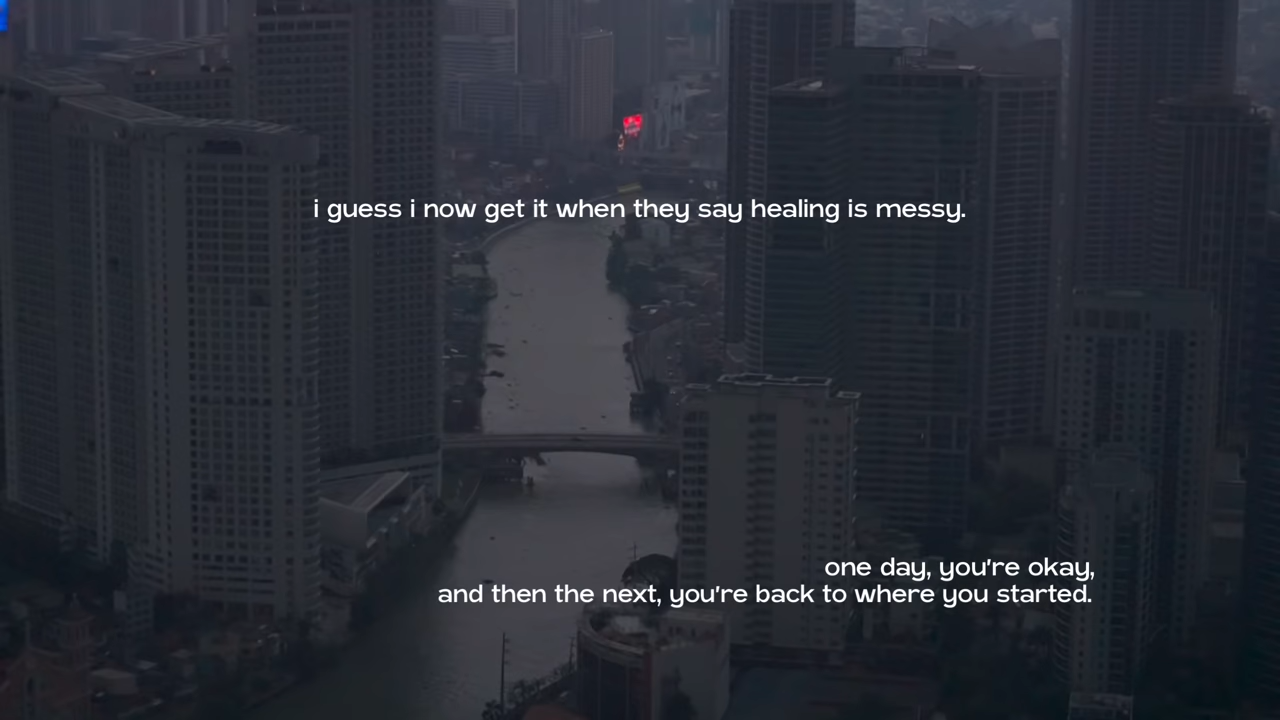 i guess i now get it when they say healing is messy.
one day, you're okay,
and then the next, you're back to where you started.